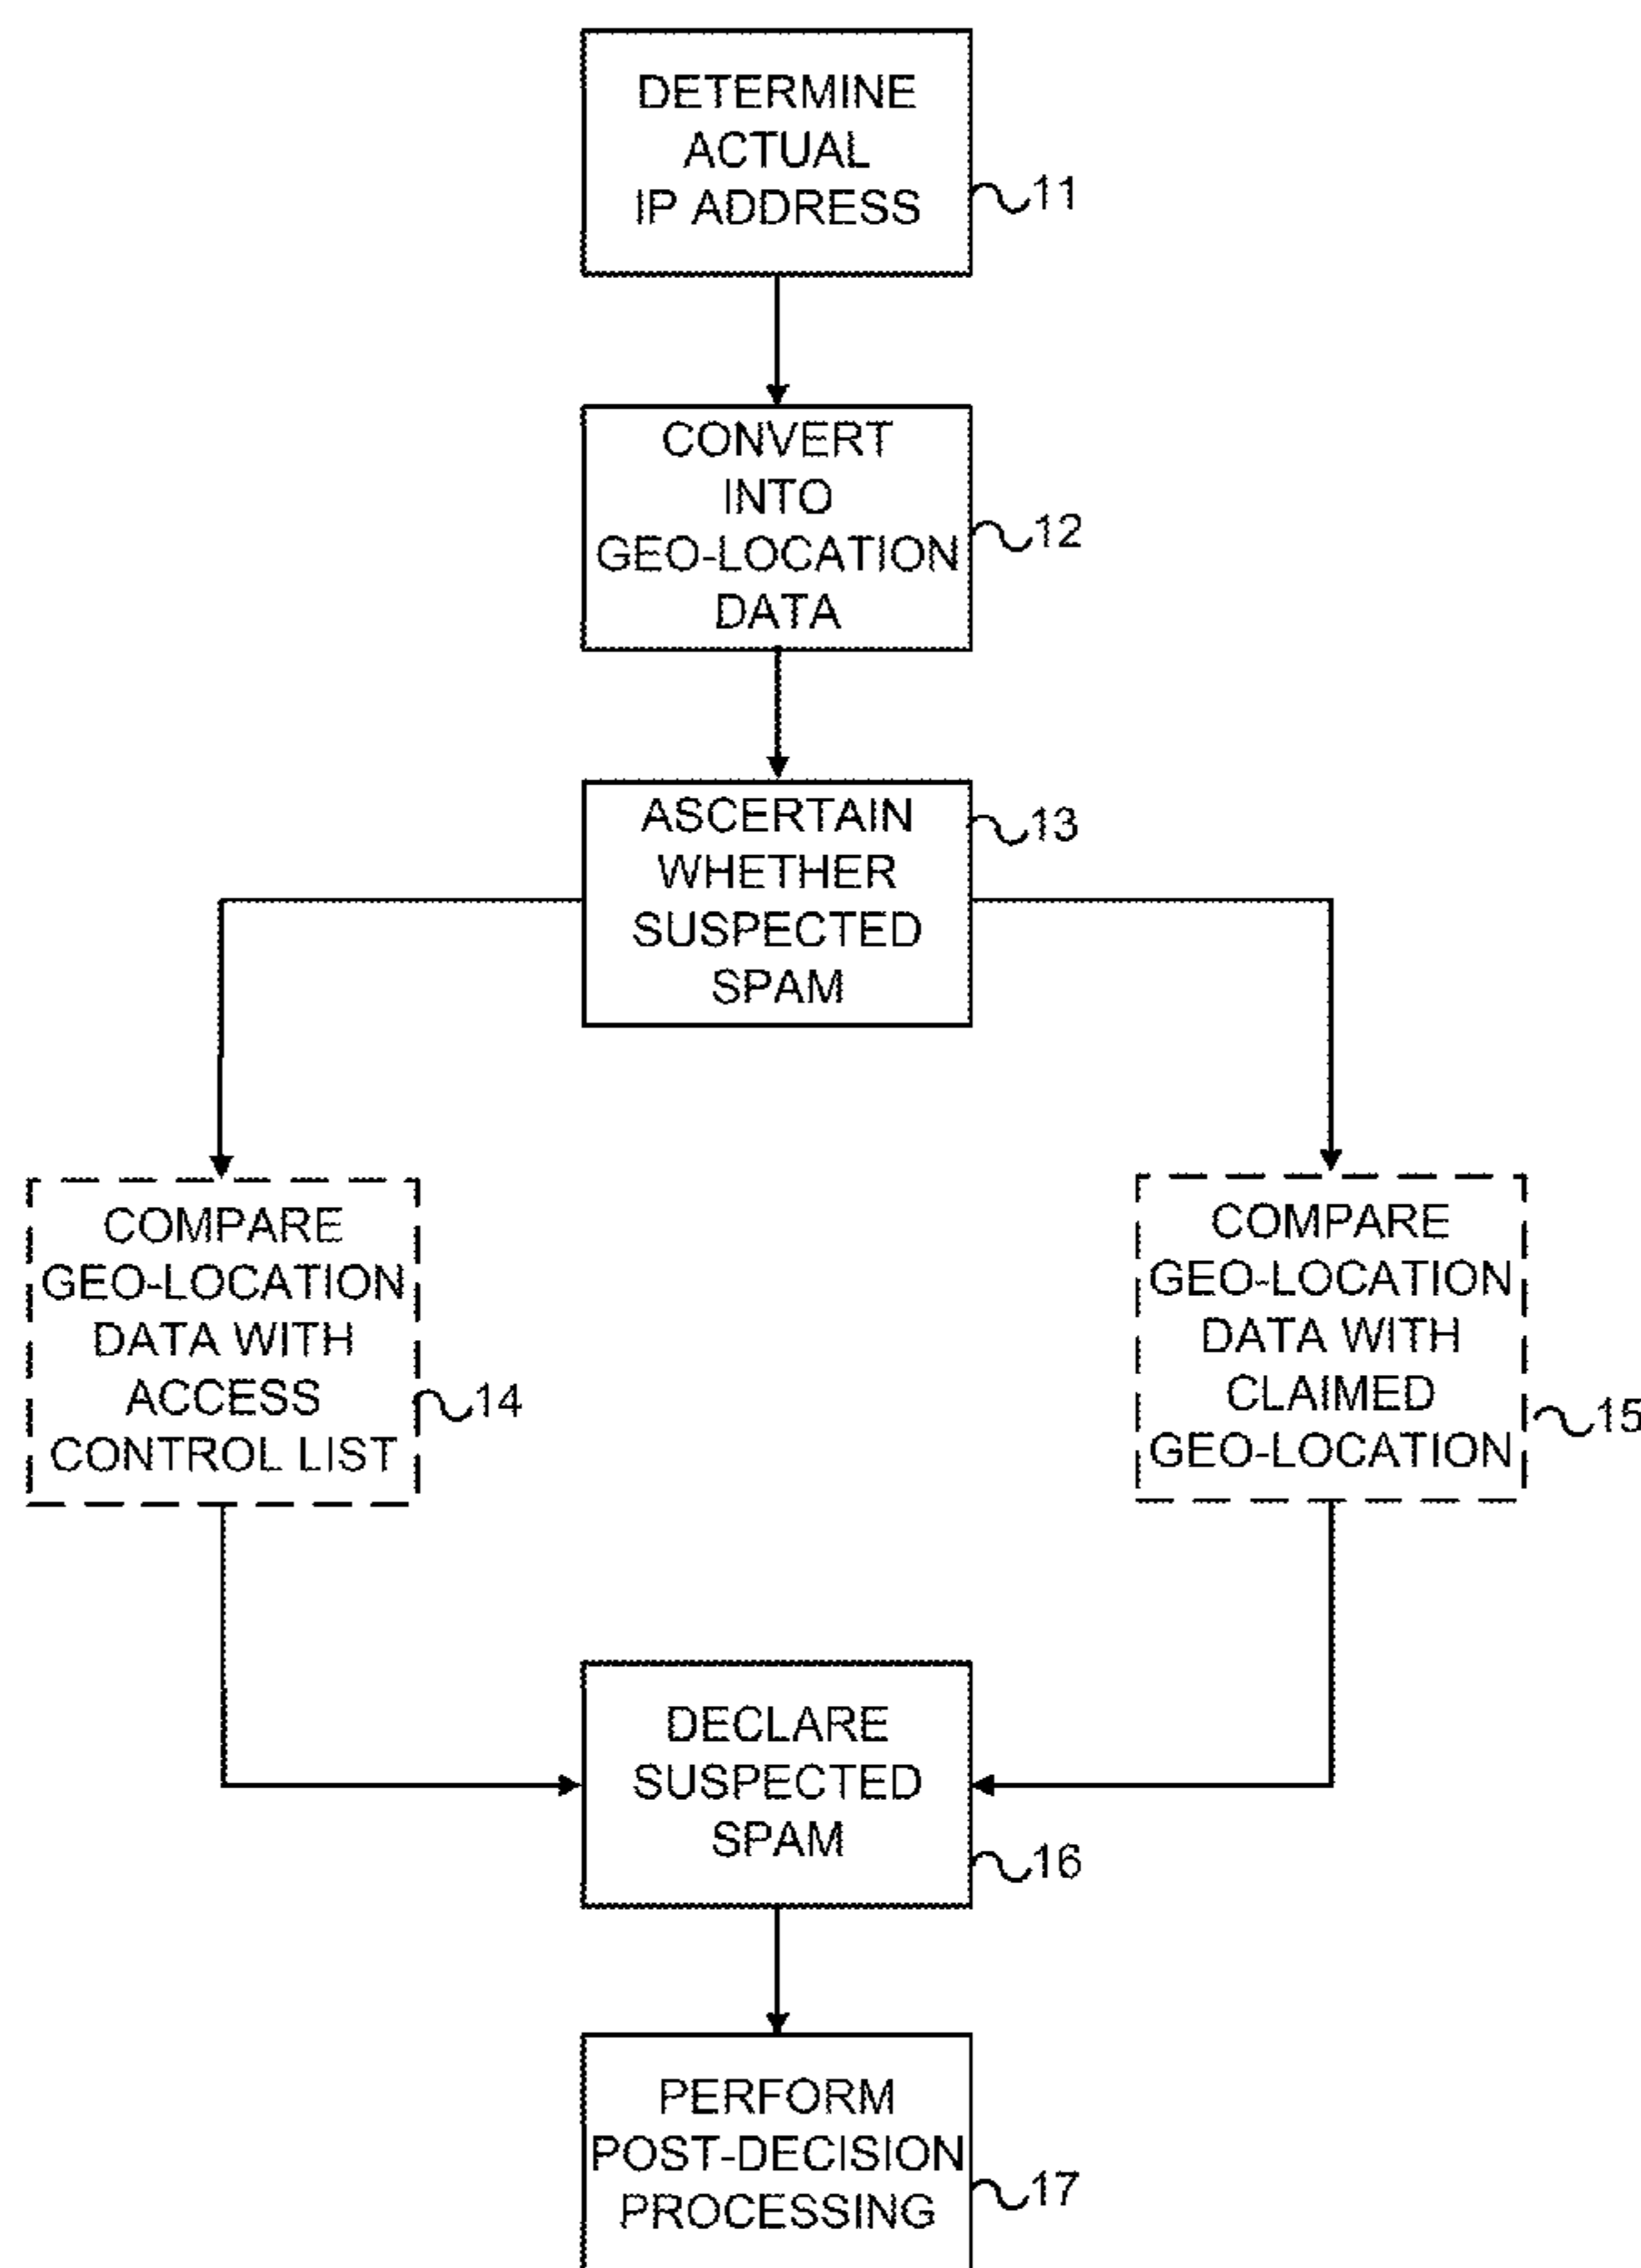 DETERMINE
ACTUAL
IP ADDRESS
11
CONVERT
INTO
GEO-LOCATION
DATA
12
ASCERTAIN
WHETHER
SUSPECTED
SPAM
13
COMPARE
GEO-LOCATION
DATA WITH
ACCESS
CONTROL LIST
14
COMPARE
GEO-LOCATION
DATA WITH
CLAIMED
GEO-LOCATION
15
DECLARE
SUSPECTED
SPAM
16
PERFORM
POST-DECISION
PROCESSING
17